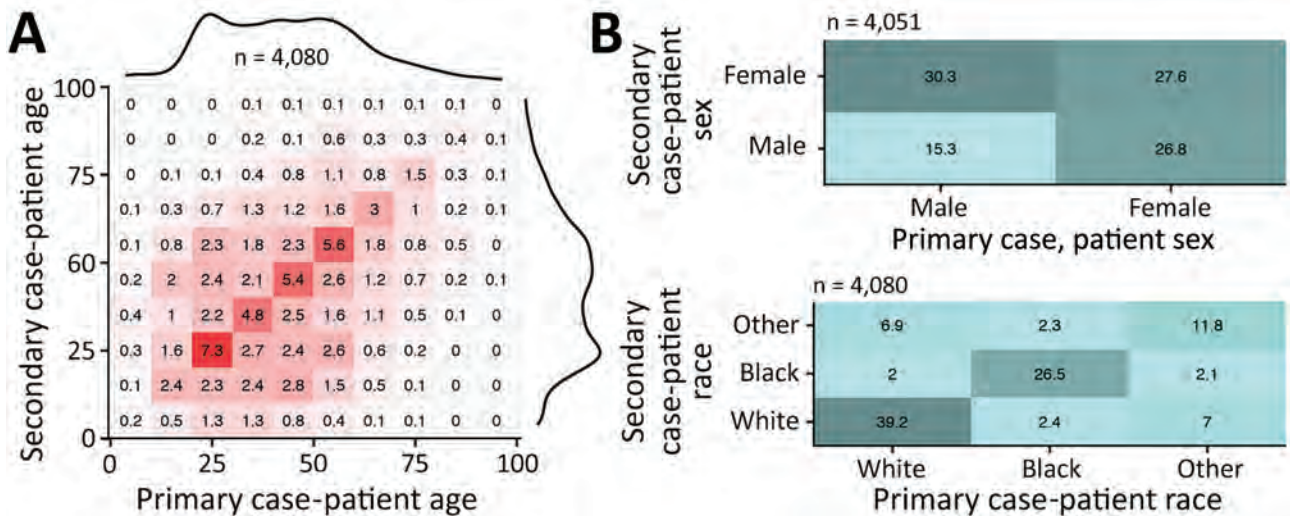 A
n = 4,080
Secondary case-patient age
100
0 0 0 0.1 0.1 0.1 0.1 0.1 0.1 0
0 0 0 0.2 0.1 0.6 0.3 0.3 0.4 0.1
75
0 0.1 0.1 0.4 0.8 1.1 0.8 1.5 0.3 0.1
0.1 0.3 0.7 1.3 1.2 1.6 3 1 0.2 0.1
60
0.1 0.8 2.3 1.8 2.3 5.6 1.8 0.8 0.5 0
0.2 2 2.4 2.1 5.4 2.6 1.2 0.7 0.2 0.1
0.4 1 2.2 4.8 2.5 1.6 1.1 0.5 0.1 0
25
0.3 1.6 7.3 2.7 2.4 2.6 0.6 0.2 0 0
0.1 2.4 2.3 2.4 2.8 1.5 0.5 0.1 0 0
0.2 0.5 1.3 1.3 0.8 0.4 0.1 0.1 0 0
0
0 25 50 75 100
Primary case-patient age
B
n = 4,051
Secondary
case-patient
sex
Female 30.3 27.6
Male 15.3 26.8
Male Female
Primary case, patient sex
n = 4,080
Secondary
case-patient
race
Other 6.9 2.3 11.8
Black 2 26.5 2.1
White 39.2 2.4 7
White Black Other
Primary case-patient race